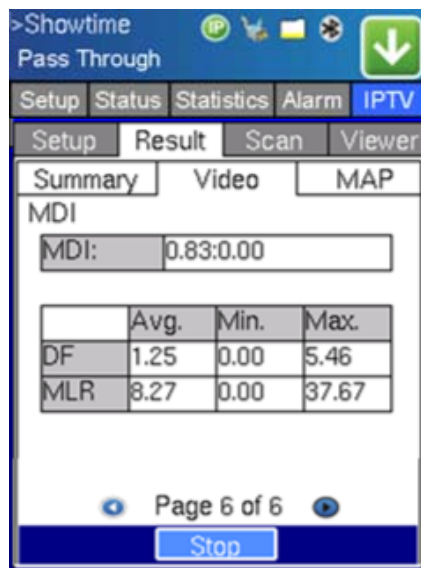 >Showtime IP
Pass Through
Setup Status Statistics Alarm IPTV
Setup Result Scan Viewer
Summary Video MAP
MDI
MDI: 0.83:0.00
Avg. Min. Max.
DF 1.25 0.00 5.46
MLR 8.27 0.00 37.67
Page 6 of 6
Stop